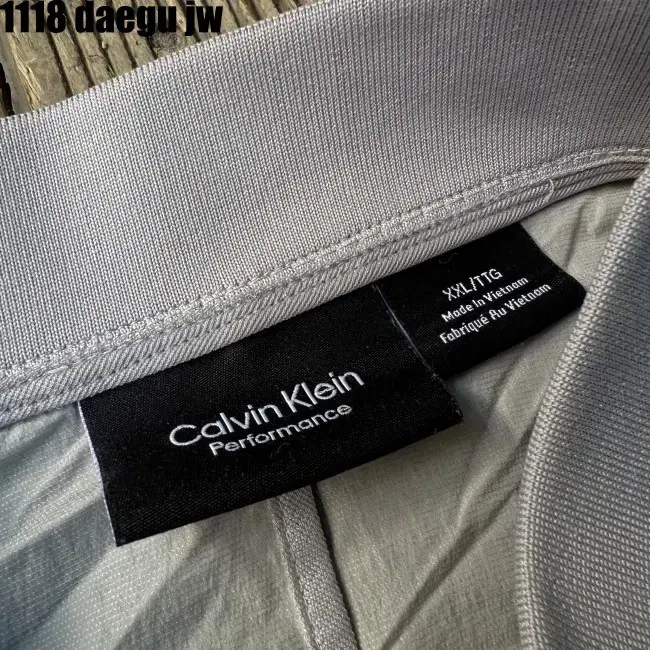 1118 daegu jw
XXL/TTG
Made In Vietnam
Fabriqué Au Vietnam
Calvin Klein
Performance